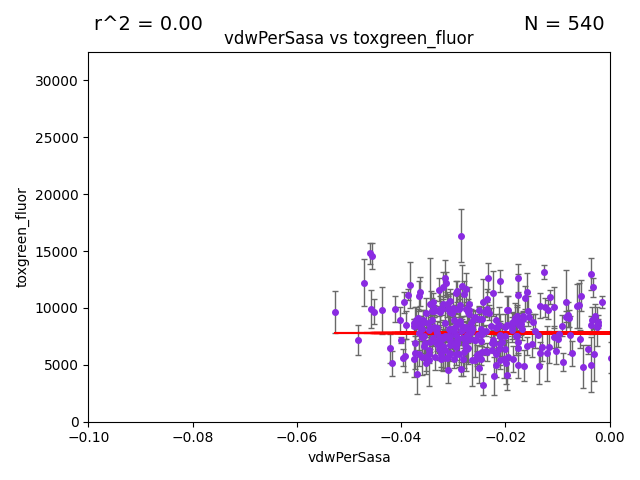 r^2 = 0.00
N = 540
vdwPerSasa vs toxgreen_fluor
30000
25000
20000
15000
10000
5000
0
toxgreen_fluor
−0.10
−0.08
−0.06
−0.04
−0.02
0.00
vdwPerSasa